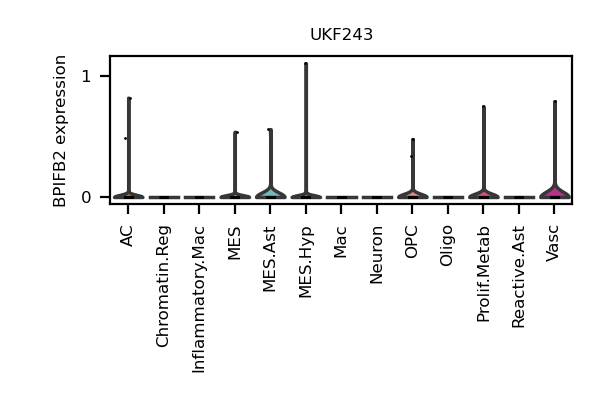 UKF243
BPIFB2 expression
1
0
AC
Chromatin.Reg
Inflammatory.Mac
MES
MES.Ast
MES.Hyp
Mac
Neuron
OPC
Oligo
Prolif.Metab
Reactive.Ast
Vasc